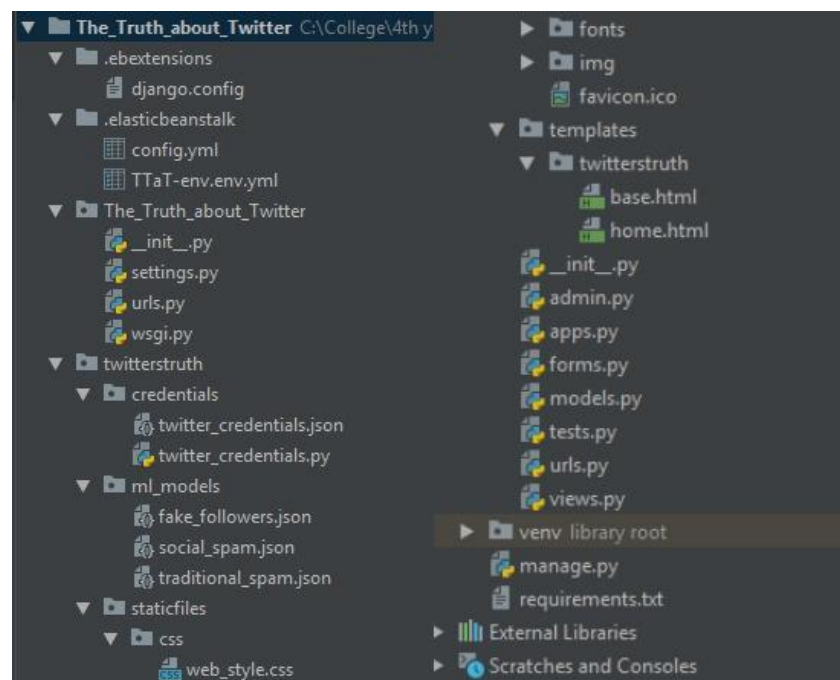 The_Truth_about_Twitter C:\College\4th y
.ebextensions
django.config
.elasticbeanstalk
config.yml
TTaT-env.env.yml
The_Truth_about_Twitter
__init__.py
settings.py
urls.py
wsgi.py
twitterstruth
credentials
twitter_credentials.json
twitter_credentials.py
ml_models
fake_followers.json
social_spam.json
traditional_spam.json
staticfiles
css
web_style.css
fonts
img
favicon.ico
templates
twitterstruth
base.html
home.html
__init__.py
admin.py
apps.py
forms.py
models.py
tests.py
urls.py
views.py
venv library root
manage.py
requirements.txt
External Libraries
Scratches and Consoles